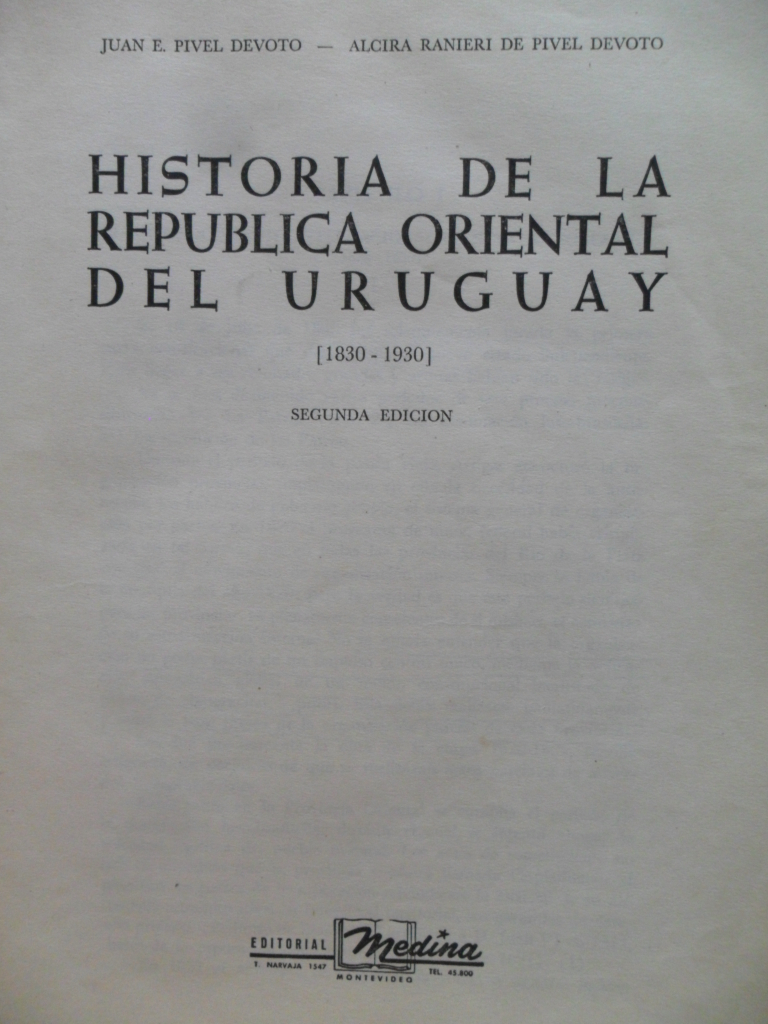 JUAN E. PIVEL DEVOTO — ALCIRA RANIERI DE PIVEL DEVOTO
HISTORIA DE LA
REPUBLICA ORIENTAL
DEL URUGUAY
[1830 - 1930]
SEGUNDA EDICION
EDITORIAL Medina
T. NARVAJA 1547 TEL. 45.800
MONTEVIDEO